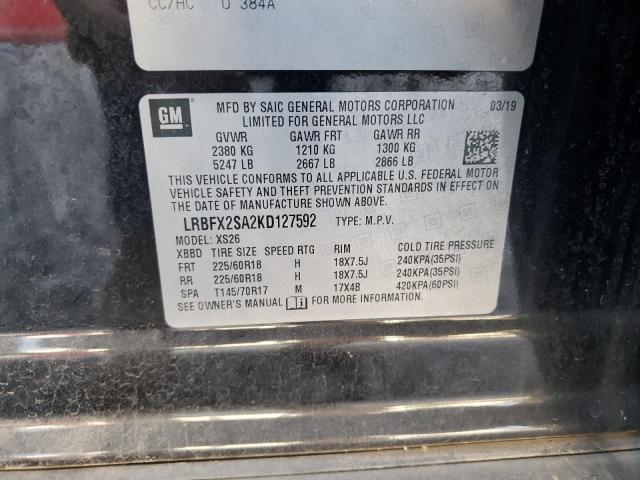 CC/HC U 384A
GM MFD BY SAIC GENERAL MOTORS CORPORATION 03/19
LIMITED FOR GENERAL MOTORS LLC
GVWR GAWR FRT GAWR RR
2380 KG 1210 KG 1300 KG
5247 LB 2667 LB 2866 LB
THIS VEHICLE CONFORMS TO ALL APPLICABLE U.S. FEDERAL MOTOR
VEHICLE SAFETY AND THEFT PREVENTION STANDARDS IN EFFECT ON THE
DATE OF MANUFACTURE SHOWN ABOVE.
LRBFX2SA2KD127592 TYPE: M.P.V.
MODEL: XS26
XBBD TIRE SIZE SPEED RTG RIM COLD TIRE PRESSURE
FRT 225/60R18 H 18X7.5J 240KPA(35PSI)
RR 225/60R18 H 18X7.5J 240KPA(35PSI)
SPA T145/70R17 M 17X4B 420KPA(60PSI)
SEE OWNER'S MANUAL FOR MORE INFORMATION.